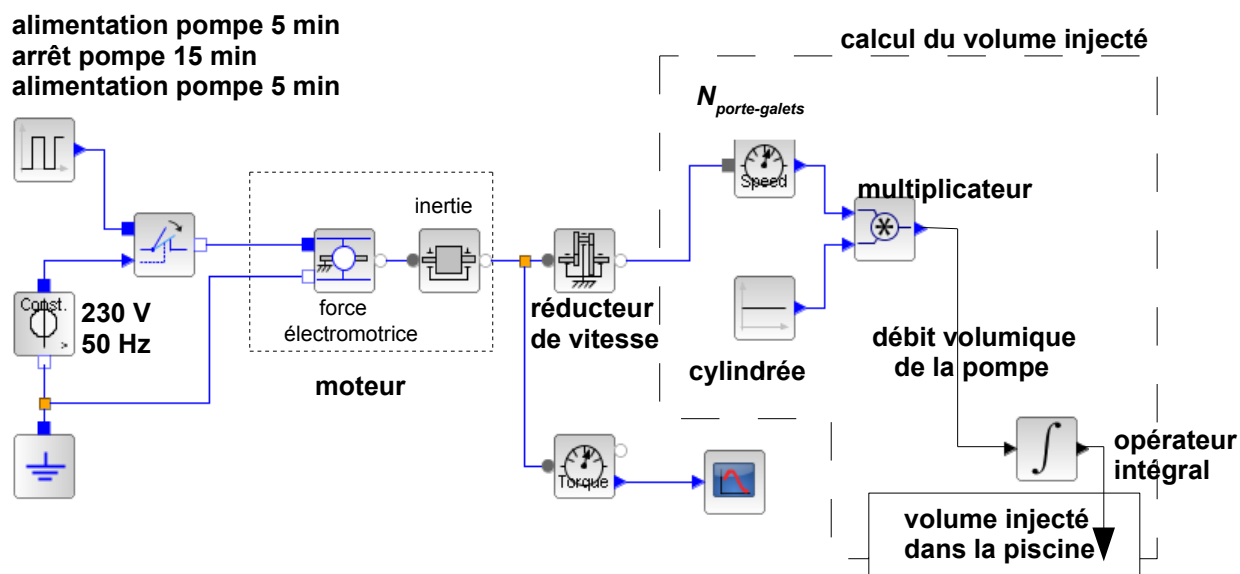 alimentation pompe 5 min
arrêt pompe 15 min
alimentation pompe 5 min
calcul du volume injecté
N porte-galets
Speed
multiplicateur
inertie
Const.
230 V
50 Hz
force
électromotrice
moteur
réducteur
de vitesse
cylindrée
débit volumique
de la pompe
Torque
opérateur
intégral
volume injecté
dans la piscine